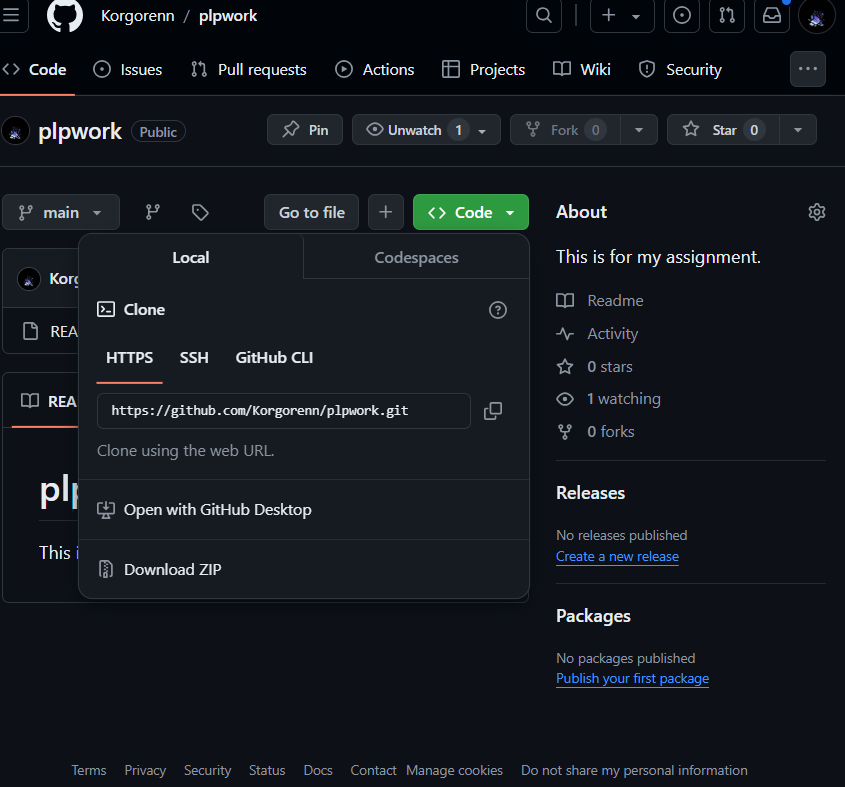 Korgorenn / plpwork
Code Issues Pull requests Actions Projects Wiki Security
plpwork Public Pin Unwatch 1 Fork 0 Star 0
main Go to file Code
Local Codespaces
Clone
HTTPS SSH GitHub CLI
https://github.com/Korgorenn/plpwork.git
Clone using the web URL.
Open with GitHub Desktop
Download ZIP
This
About
This is for my assignment.
Readme
Activity
0 stars
1 watching
0 forks
Releases
No releases published
Create a new release
Packages
No packages published
Publish your first package
Terms Privacy Security Status Docs Contact Manage cookies Do not share my personal information